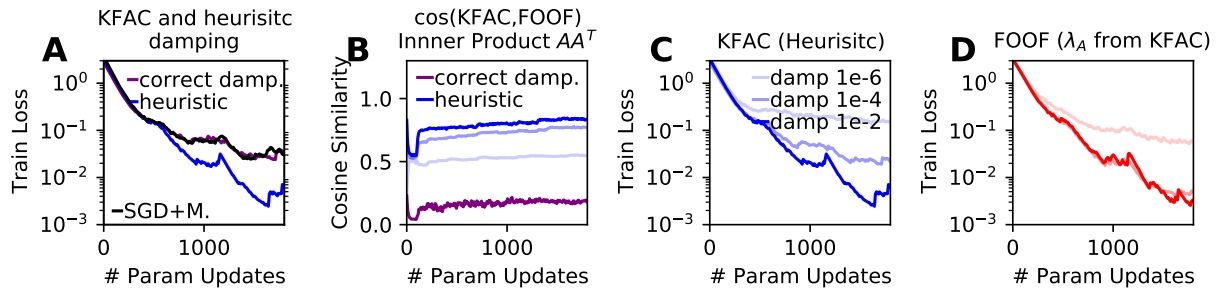 KFAC and heurisitc
damping
A
10⁰
10⁻¹
10⁻²
10⁻³
Train Loss
correct damp.
heuristic
SGD+M.
0
1000
# Param Updates
cos(KFAC,FOOF)
Innner Product AAᵀ
B
1.0
0.5
0.0
Cosine Similarity
correct damp.
heuristic
0
1000
# Param Updates
KFAC (Heurisitc)
C
10⁰
10⁻¹
10⁻²
10⁻³
Train Loss
damp 1e-6
damp 1e-4
damp 1e-2
0
1000
# Param Updates
FOOF (λ_A from KFAC)
D
10⁰
10⁻¹
10⁻²
10⁻³
Train Loss
0
1000
# Param Updates